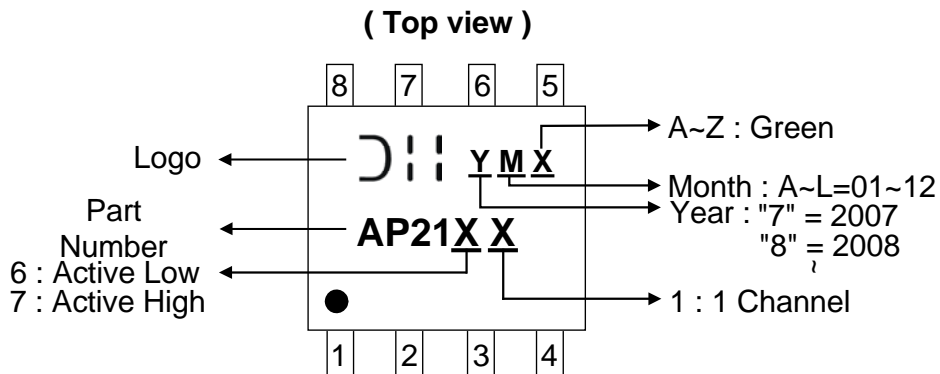 ( Top view )
8 7 6 5
A~Z : Green
Logo
Y M X
Month : A~L=01~12
Part
Number
Year : "7" = 2007
AP21X X
"8" = 2008
~
6 : Active Low
7 : Active High
1 : 1 Channel
1 2 3 4